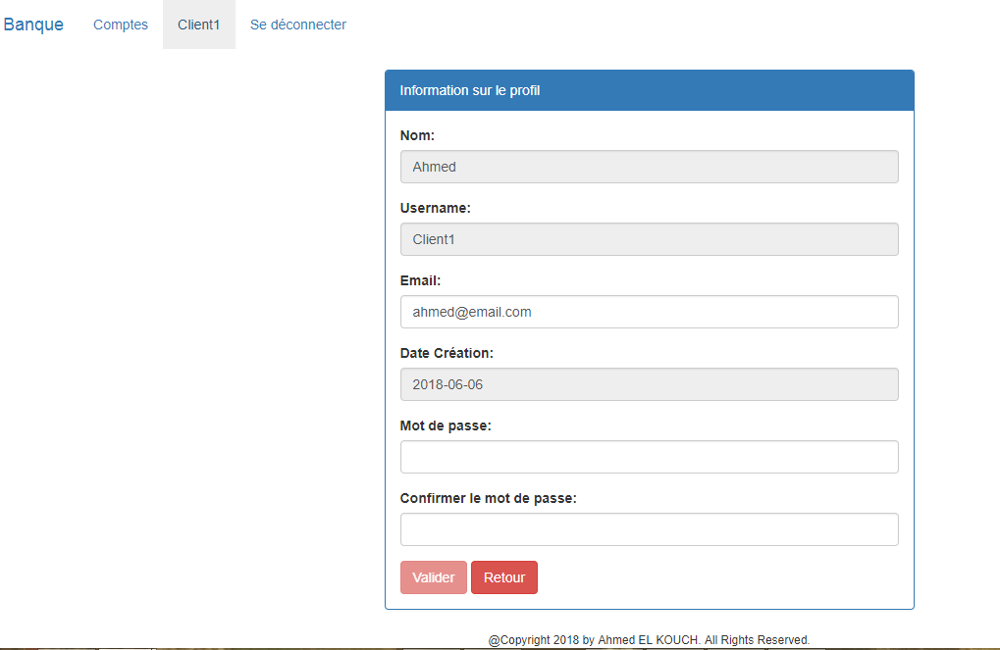 Banque Comptes Client1 Se déconnecter
Information sur le profil
Nom:
Ahmed
Username:
Client1
Email:
ahmed@email.com
Date Création:
2018-06-06
Mot de passe:
Confirmer le mot de passe:
Valider Retour
@Copyright 2018 by Ahmed EL KOUCH. All Rights Reserved.